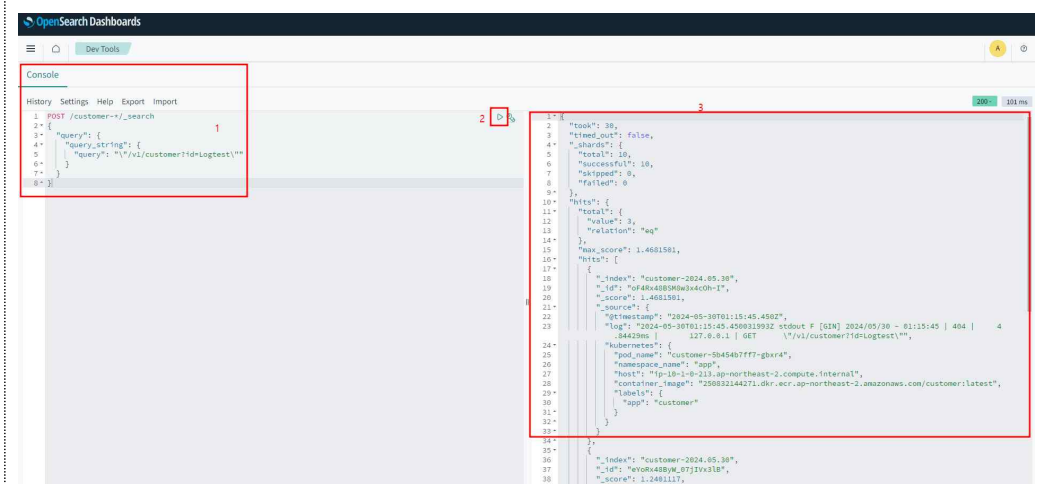 OpenSearch Dashboards
Dev Tools
A
Console
History Settings Help Export Import
200 - 101 ms
1 POST /customer-*/_search
2 {
3 "query": {
4 "query_string": {
5 "query": "\"/v1/customer?id=Logtest\""
6 }
7 }
8 }
1
2
3
1 {
2 "took": 30,
3 "timed_out": false,
4 "_shards": {
5 "total": 10,
6 "successful": 10,
7 "skipped": 0,
8 "failed": 0
9 },
10 "hits": {
11 "total": {
12 "value": 3,
13 "relation": "eq"
14 },
15 "max_score": 1.4681501,
16 "hits": [
17 {
18 "_index": "customer-2024.05.30",
19 "_id": "oF4Rx48BSM0w3x4cOh-I",
20 "_score": 1.4681501,
21 "_source": {
22 "@timestamp": "2024-05-30T01:15:45.450Z",
23 "log": "2024-05-30T01:15:45.450031993Z stdout F [GIN] 2024/05/30 - 01:15:45 | 404 | 4
.84429ms | 127.0.0.1 | GET \"/v1/customer?id=Logtest\"",
24 "kubernetes": {
25 "pod_name": "customer-5b454b7ff7-gbxr4",
26 "namespace_name": "app",
27 "host": "ip-10-1-0-213.ap-northeast-2.compute.internal",
28 "container_image": "250832144271.dkr.ecr.ap-northeast-2.amazonaws.com/customer:latest",
29 "labels": {
30 "app": "customer"
31 }
32 }
33 }
34 },
35 {
36 "_index": "customer-2024.05.30",
37 "_id": "eYoRx48ByW_07jIVx3lB",
38 "_score": 1.2401117,